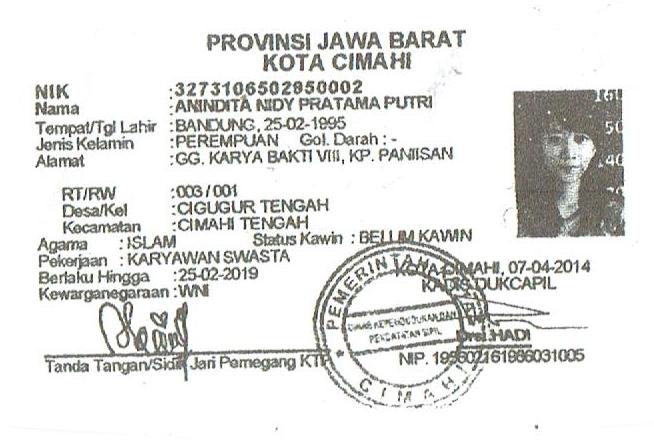 PROVINSI JAWA BARAT
KOTA CIMAHI
NIK :3273106502950002
Nama :ANINDITA NIDY PRATAMA PUTRI
Tempat/Tgl Lahir :BANDUNG, 25-02-1995
Jenis Kelamin :PEREMPUAN Gol. Darah : -
Alamat :GG. KARYA BAKTI VIII, KP. PANIISAN
RT/RW :003 / 001
Desa/Kel :CIGUGUR TENGAH
Kecamatan :CIMAHI TENGAH
Agama :ISLAM Status Kawin : BELUM KAWIN
Pekerjaan :KARYAWAN SWASTA
Berlaku Hingga :25-02-2019
Kewarganegaraan :WNI
KOTA CIMAHI, 07-04-2014
KADIS DUKCAPIL
PEMERINTAH
DINAS KEPENDUDUKAN DAN
PENCATATAN SIPIL
CIMAHI
Drs.HADI
NIP. 195602161986031005
Tanda Tangan/Sidik Jari Pemegang KTP